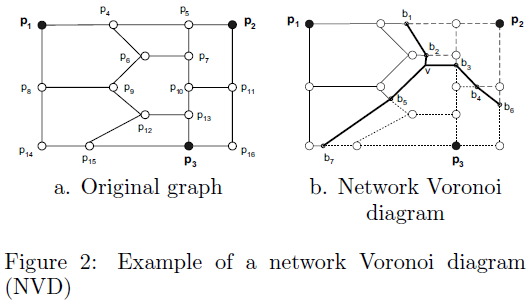 p1 p4 p5 p2
p6 p7
p8 p9 p10 p11
p12 p13
p14 p15 p3 p16
p1 b1 p2
b2 b3
v b4
b5 b6
b7 p3
a. Original graph
b. Network Voronoi
diagram
Figure 2: Example of a network Voronoi diagram
(NVD)